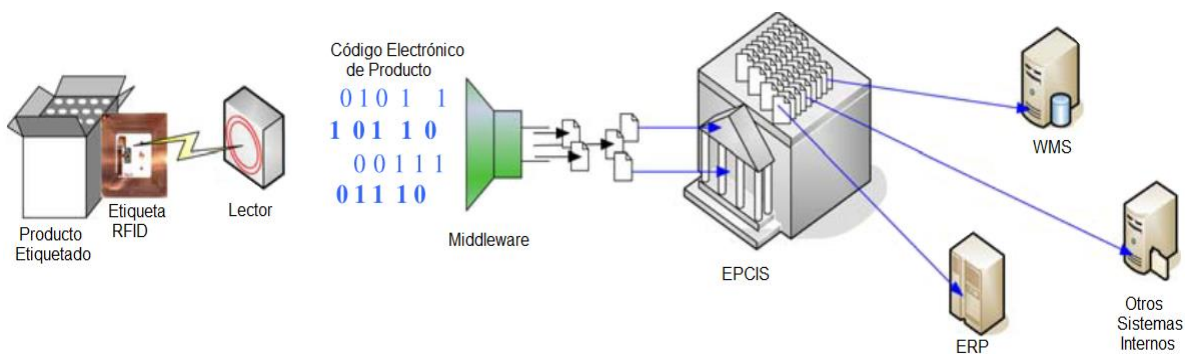 Producto
Etiquetado
Etiqueta
RFID
Lector
Código Electrónico
de Producto
0 1 0 1 1
1 0 1 1 0
0 0 1 1 1
0 1 1 1 0
Middleware
EPCIS
WMS
ERP
Otros
Sistemas
Internos